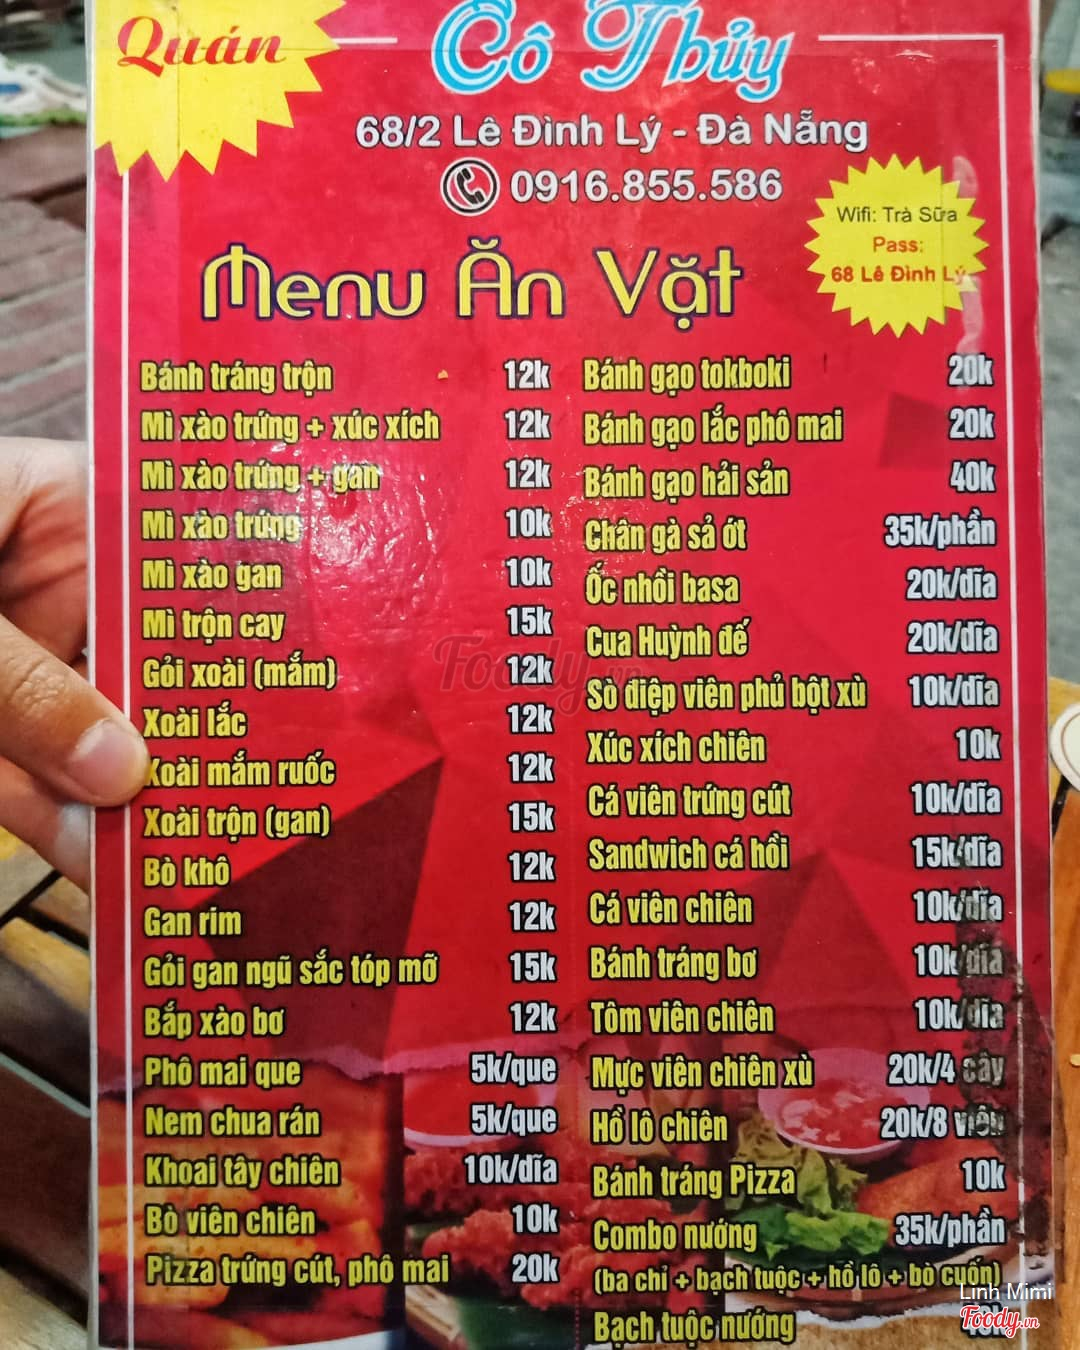 Quán
Cô Thủy
68/2 Lê Đình Lý - Đà Nẵng
0916.855.586
Wifi: Trà Sữa
Pass:
68 Lê Đình Lý
Menu Ăn Vặt
Bánh tráng trộn 12k
Mì xào trứng + xúc xích 12k
Mì xào trứng + gan 12k
Mì xào trứng 10k
Mì xào gan 10k
Mì trộn cay 15k
Gỏi xoài (mắm) 12k
Xoài lắc 12k
Xoài mắm ruốc 12k
Xoài trộn (gan) 15k
Bò khô 12k
Gan rim 12k
Gỏi gan ngũ sắc tóp mỡ 15k
Bắp xào bơ 12k
Phô mai que 5k/que
Nem chua rán 5k/que
Khoai tây chiên 10k/dĩa
Bò viên chiên 10k
Pizza trứng cút, phô mai 20k
Bánh gạo tokboki 20k
Bánh gạo lắc phô mai 20k
Bánh gạo hải sản 40k
Chân gà sả ớt 35k/phần
Ốc nhồi basa 20k/dĩa
Cua Huỳnh đế 20k/dĩa
Sò điệp viên phủ bột xù 10k/dĩa
Xúc xích chiên 10k
Cá viên trứng cút 10k/dĩa
Sandwich cá hồi 15k/dĩa
Cá viên chiên 10k/dĩa
Bánh tráng bơ 10k/dĩa
Tôm viên chiên 10k/dĩa
Mực viên chiên xù 20k/4 cây
Hồ lô chiên 20k/8 viên
Bánh tráng Pizza 10k
Combo nướng 35k/phần
(ba chỉ + bạch tuộc + hồ lô + bò cuốn)
Bạch tuộc nướng
Foody.vn
Linh Mimi
Foody.vn